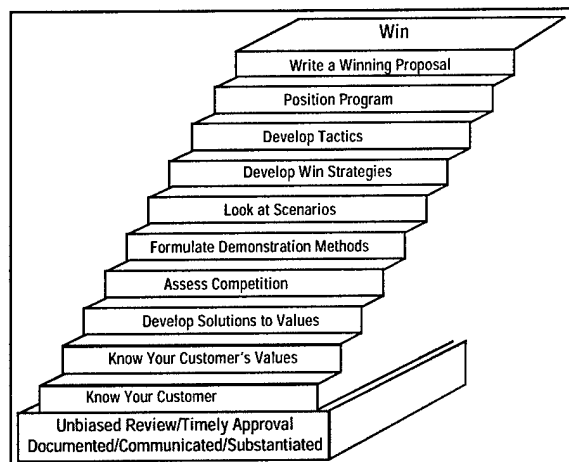 Win
Write a Winning Proposal
Position Program
Develop Tactics
Develop Win Strategies
Look at Scenarios
Formulate Demonstration Methods
Assess Competition
Develop Solutions to Values
Know Your Customer's Values
Know Your Customer
Unbiased Review/Timely Approval
Documented/Communicated/Substantiated